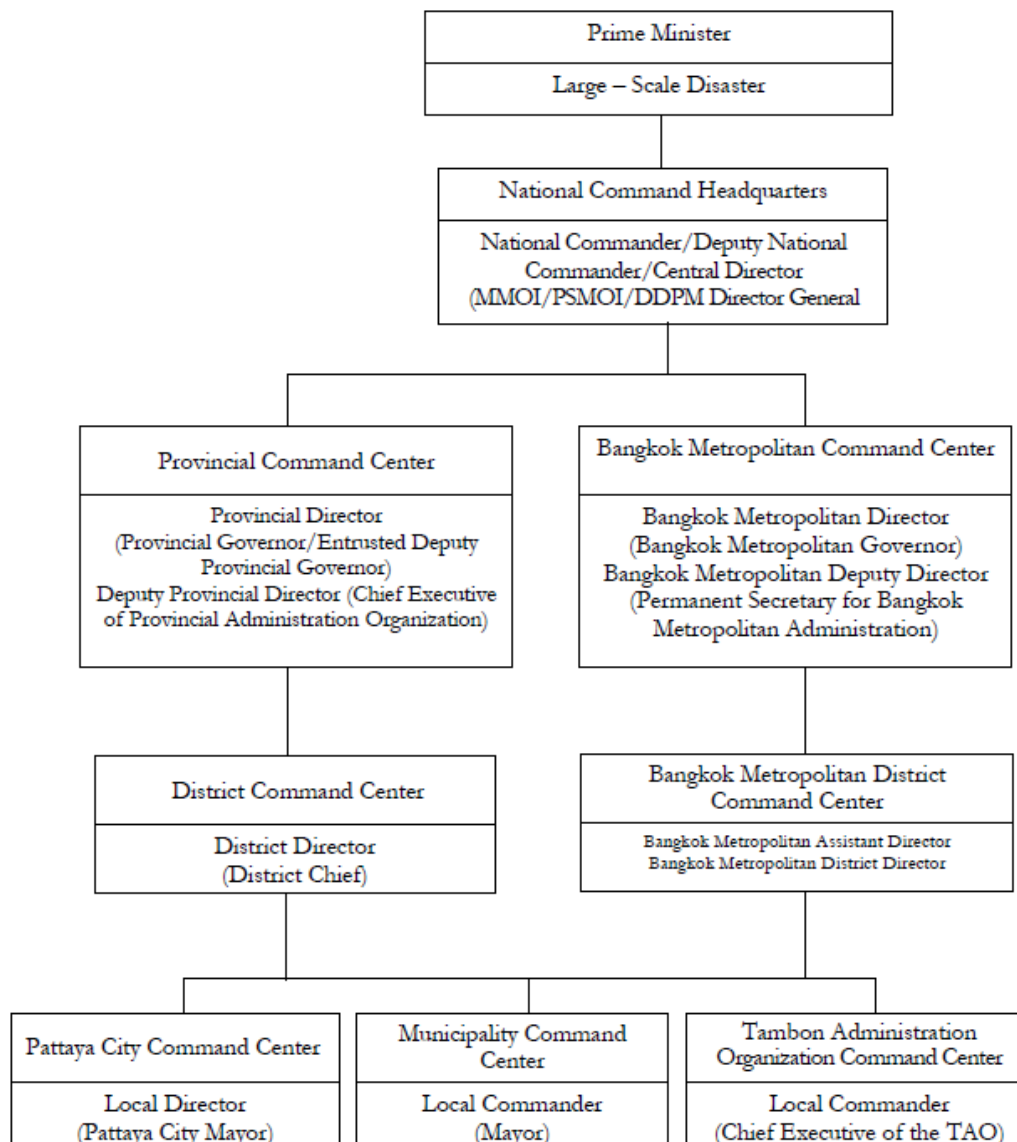 Prime Minister
Large – Scale Disaster
National Command Headquarters
National Commander/Deputy National
Commander/Central Director
(MMOI/PSMOI/DDPM Director General
Provincial Command Center
Provincial Director
(Provincial Governor/Entrusted Deputy
Provincial Governor)
Deputy Provincial Director (Chief Executive
of Provincial Administration Organization)
Bangkok Metropolitan Command Center
Bangkok Metropolitan Director
(Bangkok Metropolitan Governor)
Bangkok Metropolitan Deputy Director
(Permanent Secretary for Bangkok
Metropolitan Administration)
District Command Center
District Director
(District Chief)
Bangkok Metropolitan District
Command Center
Bangkok Metropolitan Assistant Director
Bangkok Metropolitan District Director
Pattaya City Command Center
Local Director
(Pattaya City Mayor)
Municipality Command
Center
Local Commander
(Mayor)
Tambon Administration
Organization Command Center
Local Commander
(Chief Executive of the TAO)